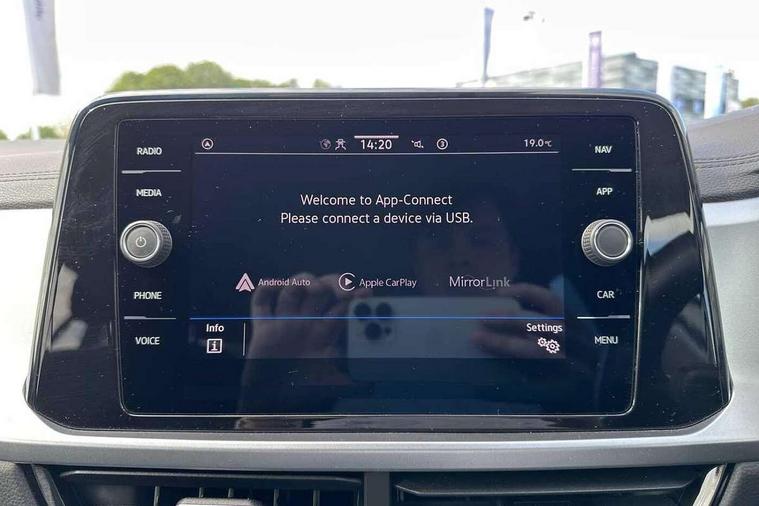 RADIO
MEDIA
PHONE
VOICE
14:20
3
19.0°C
Welcome to App-Connect
Please connect a device via USB.
Android Auto
Apple CarPlay
MirrorLink
Info
i
Settings
NAV
APP
CAR
MENU